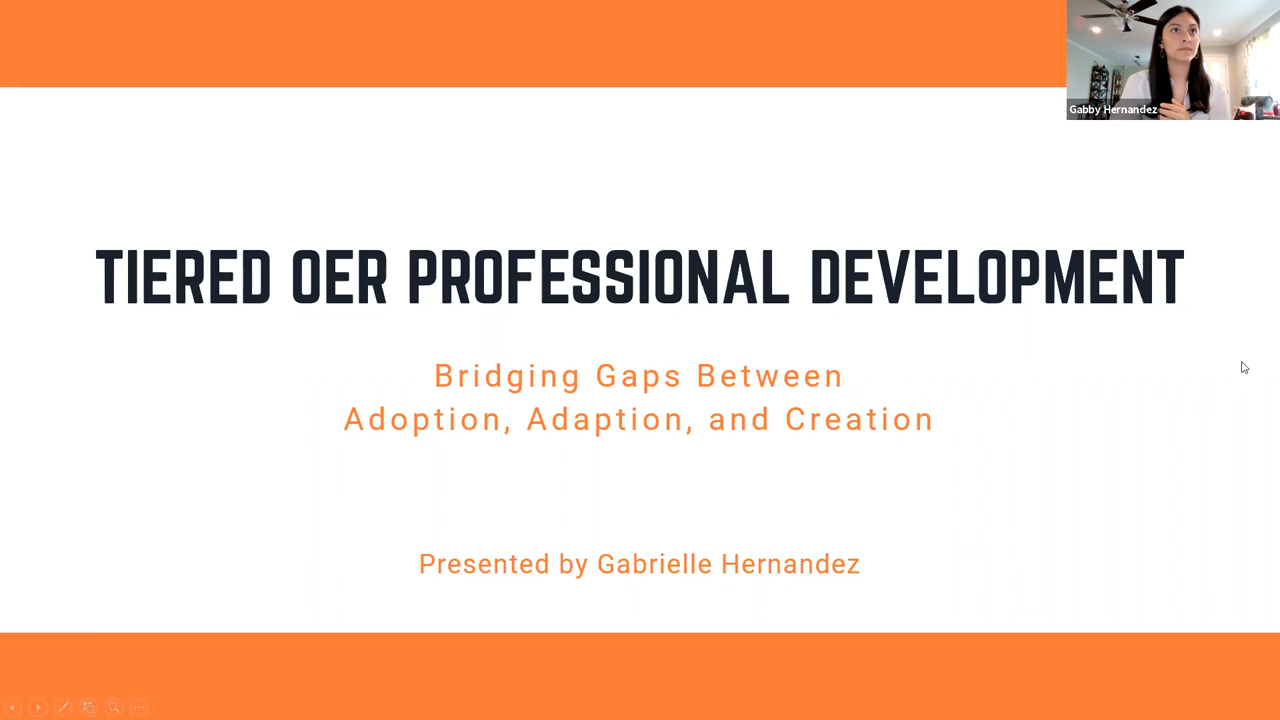 Gabby Hernandez
TIERED OER PROFESSIONAL DEVELOPMENT
Bridging Gaps Between
Adoption, Adaption, and Creation
Presented by Gabrielle Hernandez